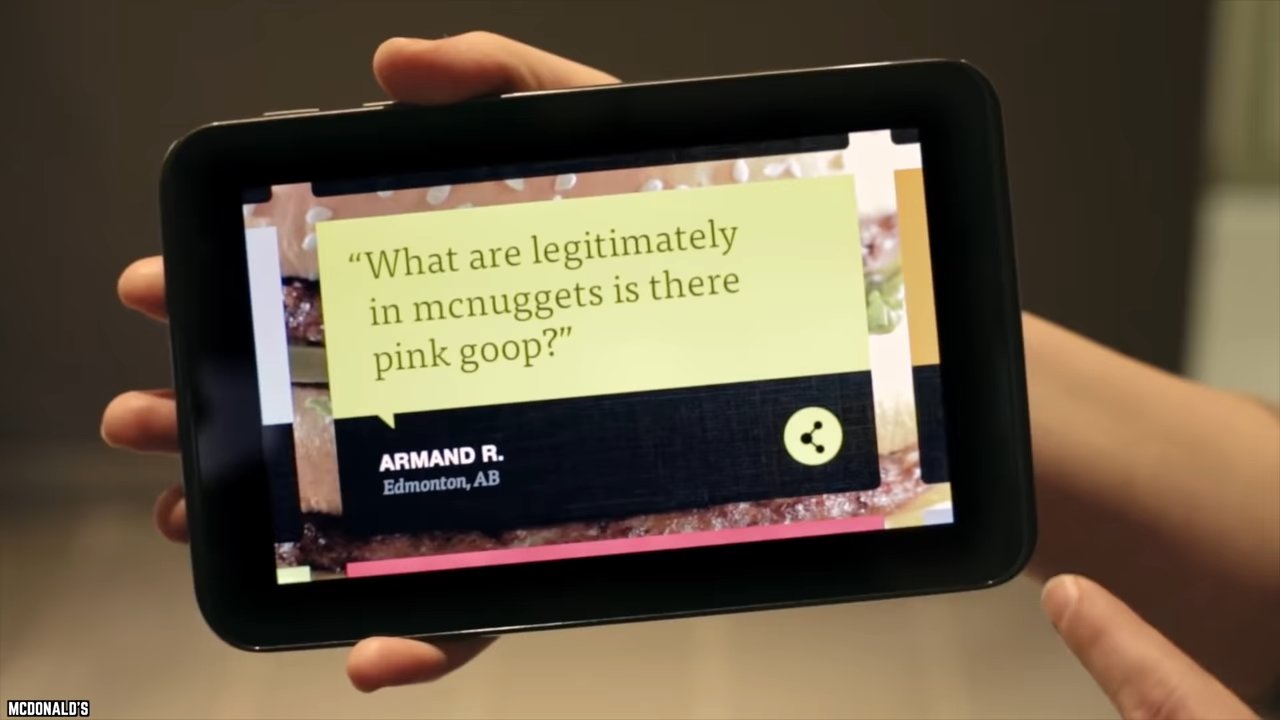 “What are legitimately
in mcnuggets is there
pink goop?”
ARMAND R.
Edmonton, AB
MCDONALD'S